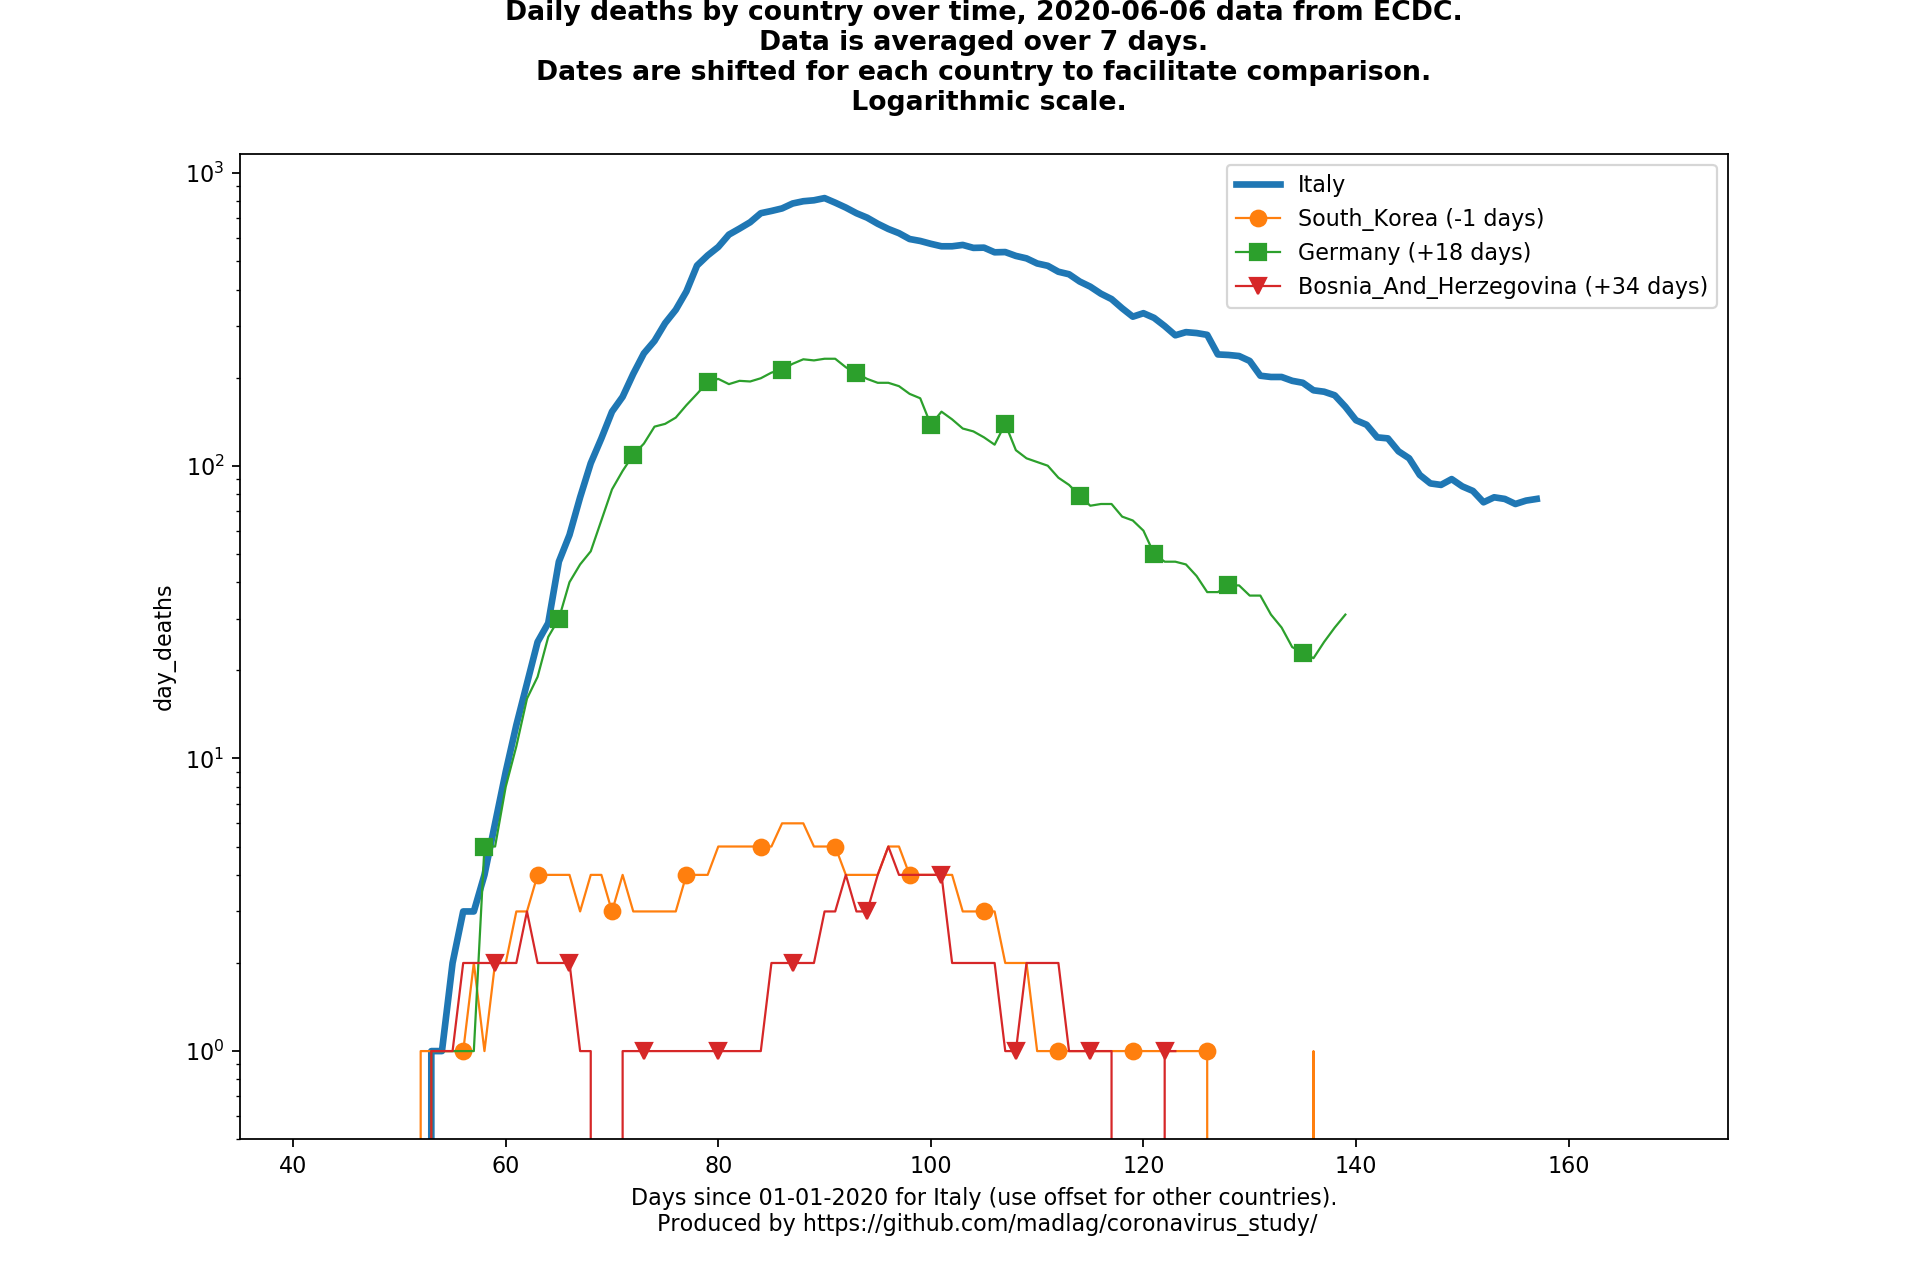 Daily deaths by country over time, 2020-06-06 data from ECDC.
Data is averaged over 7 days.
Dates are shifted for each country to facilitate comparison.
Logarithmic scale.
10³
10²
10¹
10⁰
day_deaths
Italy
South_Korea (-1 days)
Germany (+18 days)
Bosnia_And_Herzegovina (+34 days)
40 60 80 100 120 140 160
Days since 01-01-2020 for Italy (use offset for other countries).
Produced by https://github.com/madlag/coronavirus_study/